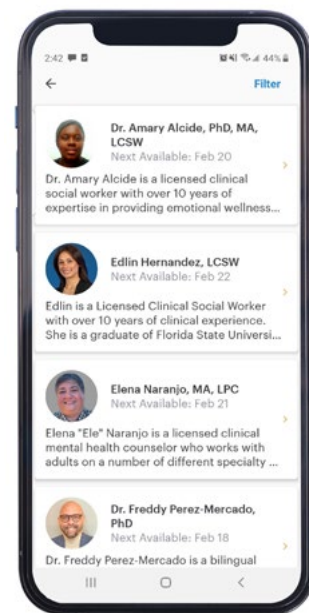 2:42
44%
Filter
Dr. Amary Alcide, PhD, MA,
LCSW
Next Available: Feb 20
Dr. Amary Alcide is a licensed clinical
social worker with over 10 years of
expertise in providing emotional wellness...
Edlin Hernandez, LCSW
Next Available: Feb 22
Edlin is a Licensed Clinical Social Worker
with over 10 years of clinical experience.
She is a graduate of Florida State Universi...
Elena Naranjo, MA, LPC
Next Available: Feb 21
Elena "Ele" Naranjo is a licensed clinical
mental health counselor who works with
adults on a number of different specialty ...
Dr. Freddy Perez-Mercado,
PhD
Next Available: Feb 18
Dr. Freddy Perez-Mercado is a bilingual